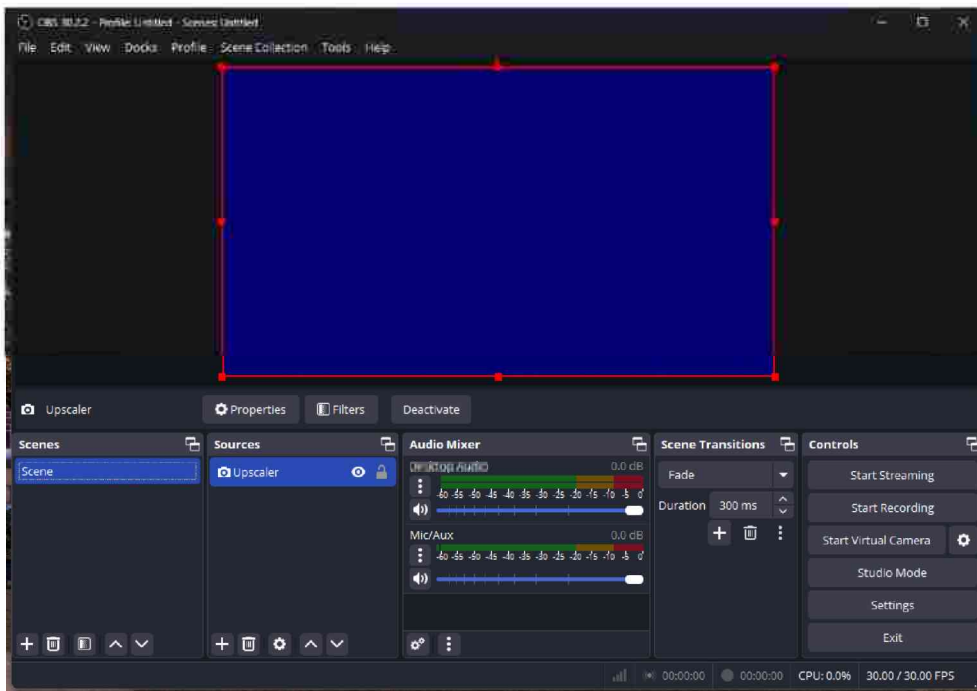 OBS 30.2.2 - Profile: Untitled - Scenes: Untitled
File Edit View Docks Profile Scene Collection Tools Help
Upscaler Properties Filters Deactivate
Scenes
Scene
Sources
Upscaler
Audio Mixer
Desktop Audio 0.0 dB
-60 -55 -50 -45 -40 -35 -30 -25 -20 -15 -10 -5 0
Mic/Aux 0.0 dB
-60 -55 -50 -45 -40 -35 -30 -25 -20 -15 -10 -5 0
Scene Transitions
Fade
Duration 300 ms
Controls
Start Streaming
Start Recording
Start Virtual Camera
Studio Mode
Settings
Exit
00:00:00 00:00:00 CPU: 0.0% 30.00 / 30.00 FPS